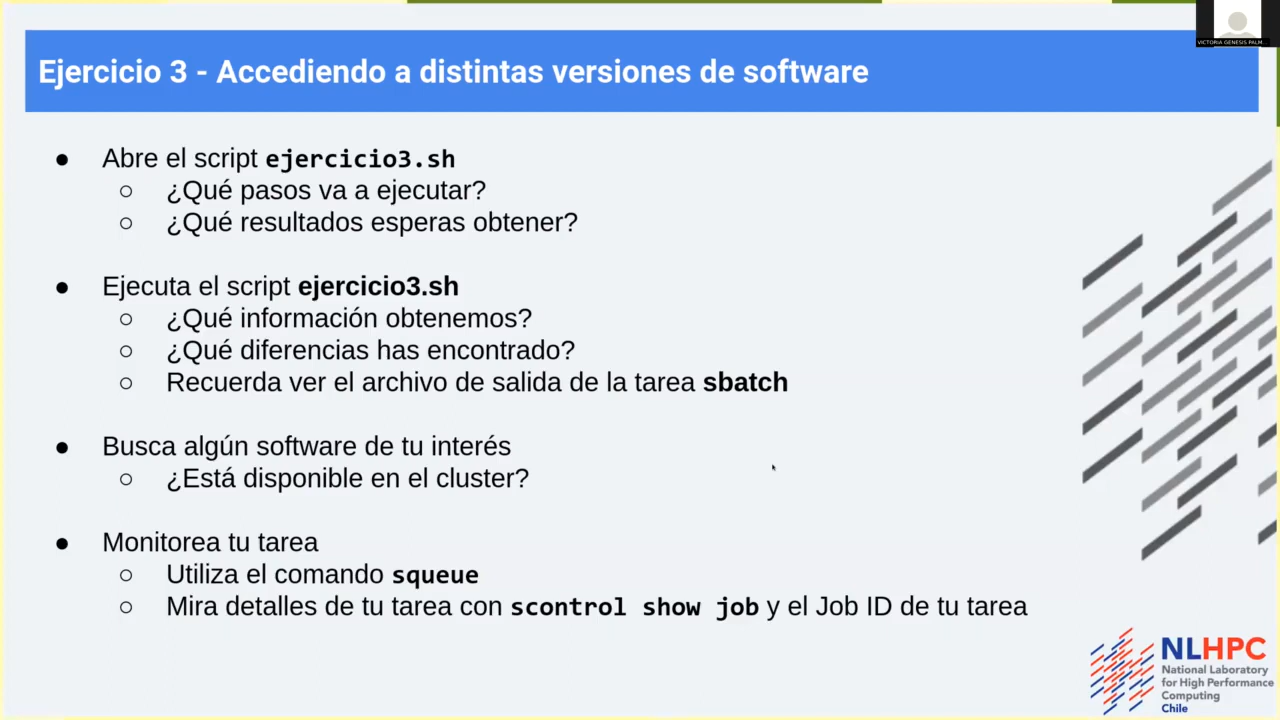 VICTORIA GENESIS PALM...
Ejercicio 3 - Accediendo a distintas versiones de software
● Abre el script ejercicio3.sh
○ ¿Qué pasos va a ejecutar?
○ ¿Qué resultados esperas obtener?
● Ejecuta el script ejercicio3.sh
○ ¿Qué información obtenemos?
○ ¿Qué diferencias has encontrado?
○ Recuerda ver el archivo de salida de la tarea sbatch
● Busca algún software de tu interés
○ ¿Está disponible en el cluster?
● Monitorea tu tarea
○ Utiliza el comando squeue
○ Mira detalles de tu tarea con scontrol show job y el Job ID de tu tarea
NLHPC
National Laboratory
for High Performance
Computing
Chile